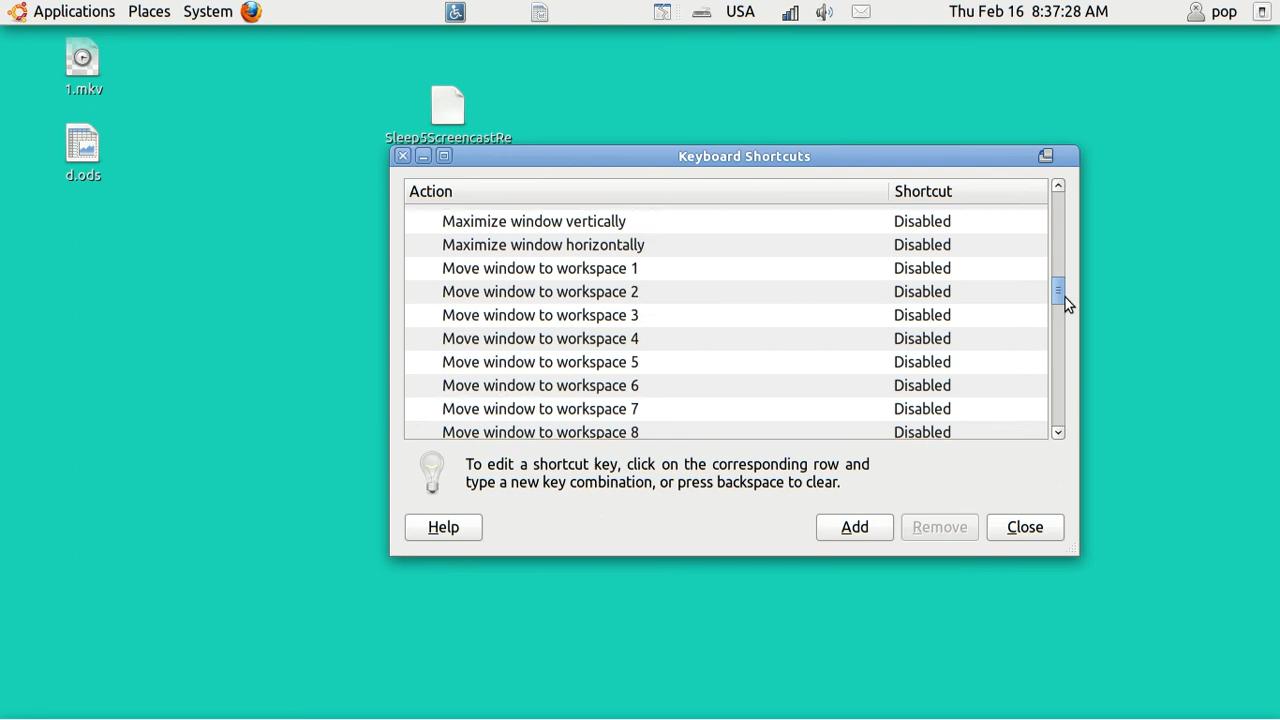 Applications Places System USA Thu Feb 16 8:37:28 AM pop
1.mkv
d.ods
Sleep5ScreencastRe
Keyboard Shortcuts
Action Shortcut
Maximize window vertically Disabled
Maximize window horizontally Disabled
Move window to workspace 1 Disabled
Move window to workspace 2 Disabled
Move window to workspace 3 Disabled
Move window to workspace 4 Disabled
Move window to workspace 5 Disabled
Move window to workspace 6 Disabled
Move window to workspace 7 Disabled
Move window to workspace 8 Disabled
To edit a shortcut key, click on the corresponding row and
type a new key combination, or press backspace to clear.
Help Add Remove Close